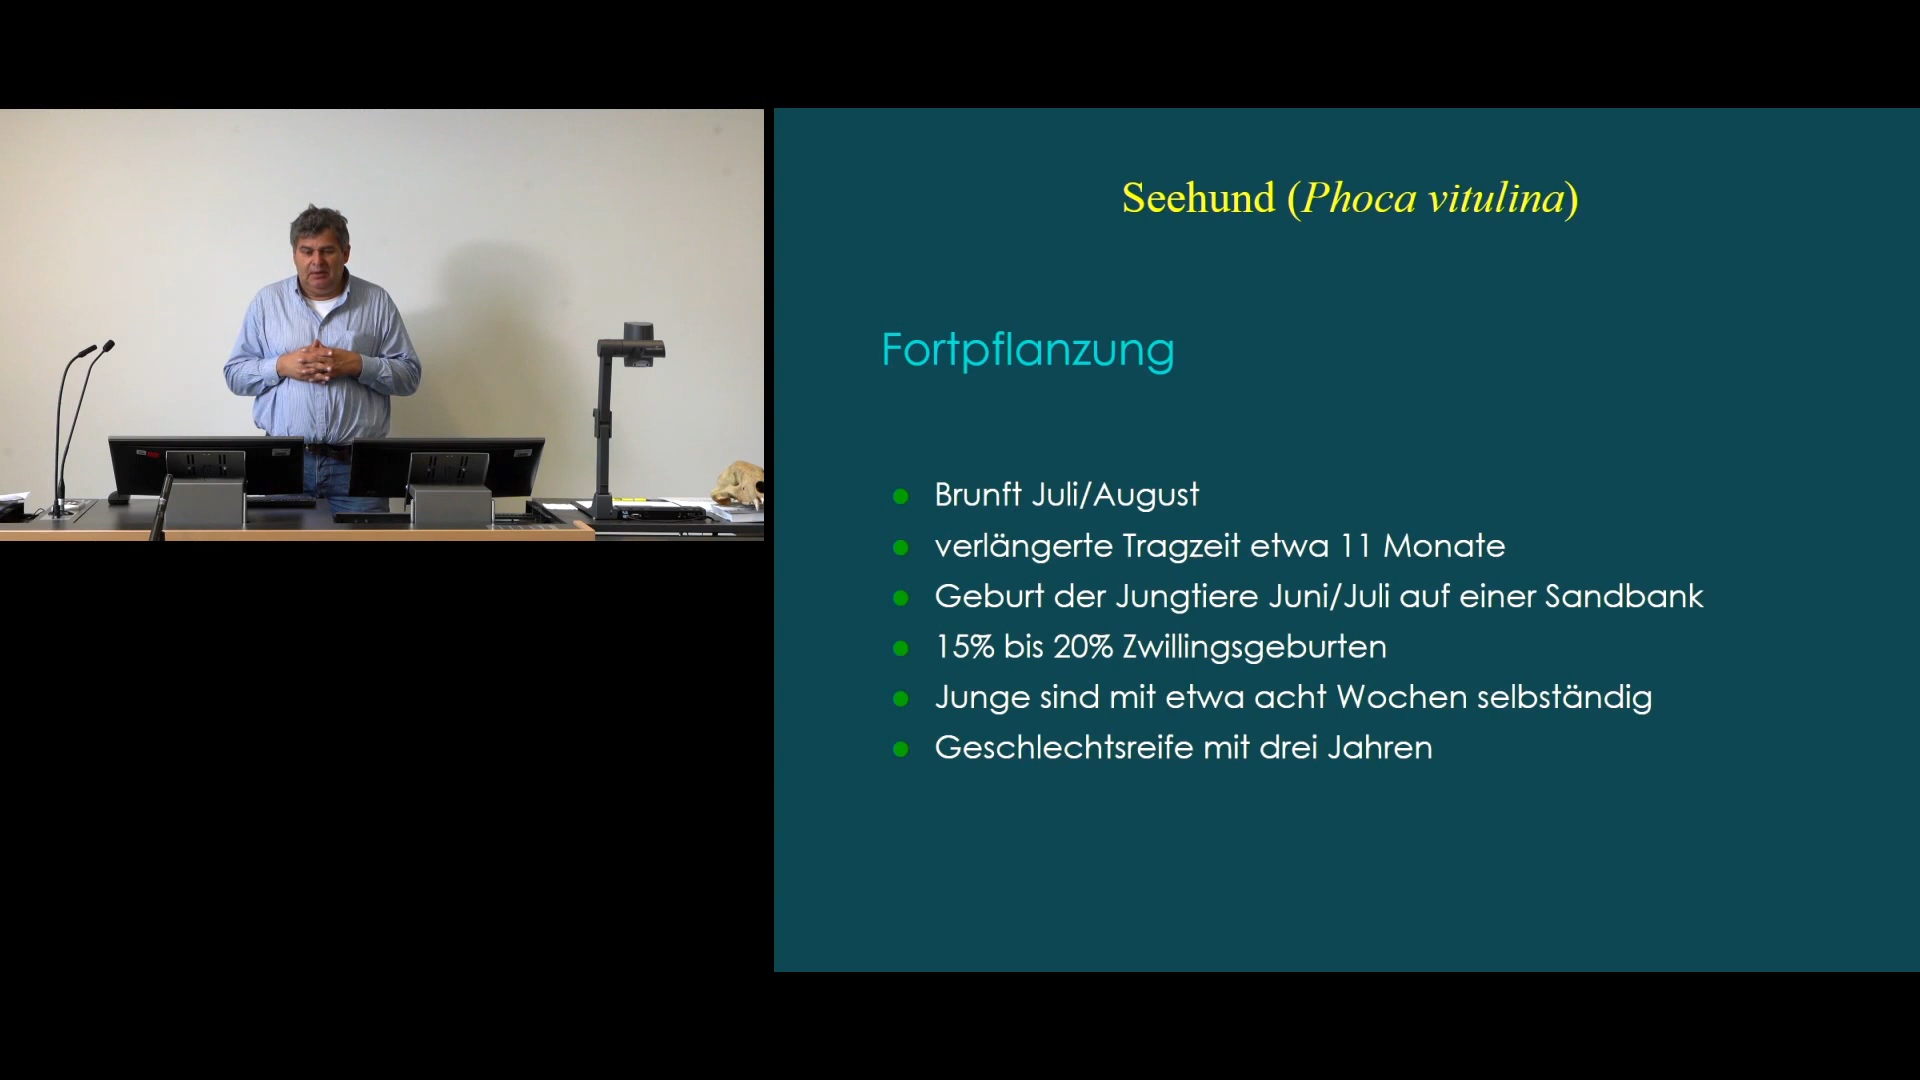 Seehund (Phoca vitulina)
Fortpflanzung
Brunft Juli/August
verlängerte Tragzeit etwa 11 Monate
Geburt der Jungtiere Juni/Juli auf einer Sandbank
15% bis 20% Zwillingsgeburten
Junge sind mit etwa acht Wochen selbständig
Geschlechtsreife mit drei Jahren